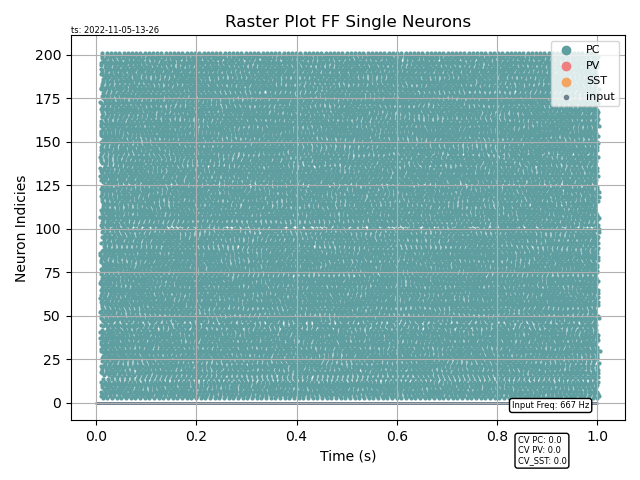 Raster Plot FF Single Neurons
ts: 2022-11-05-13-26
PC
PV
SST
input
Neuron Indicies
200
175
150
125
100
75
50
25
0
Input Freq: 667 Hz
0.0 0.2 0.4 0.6 0.8 1.0
Time (s)
CV PC: 0.0
CV PV: 0.0
CV_SST: 0.0